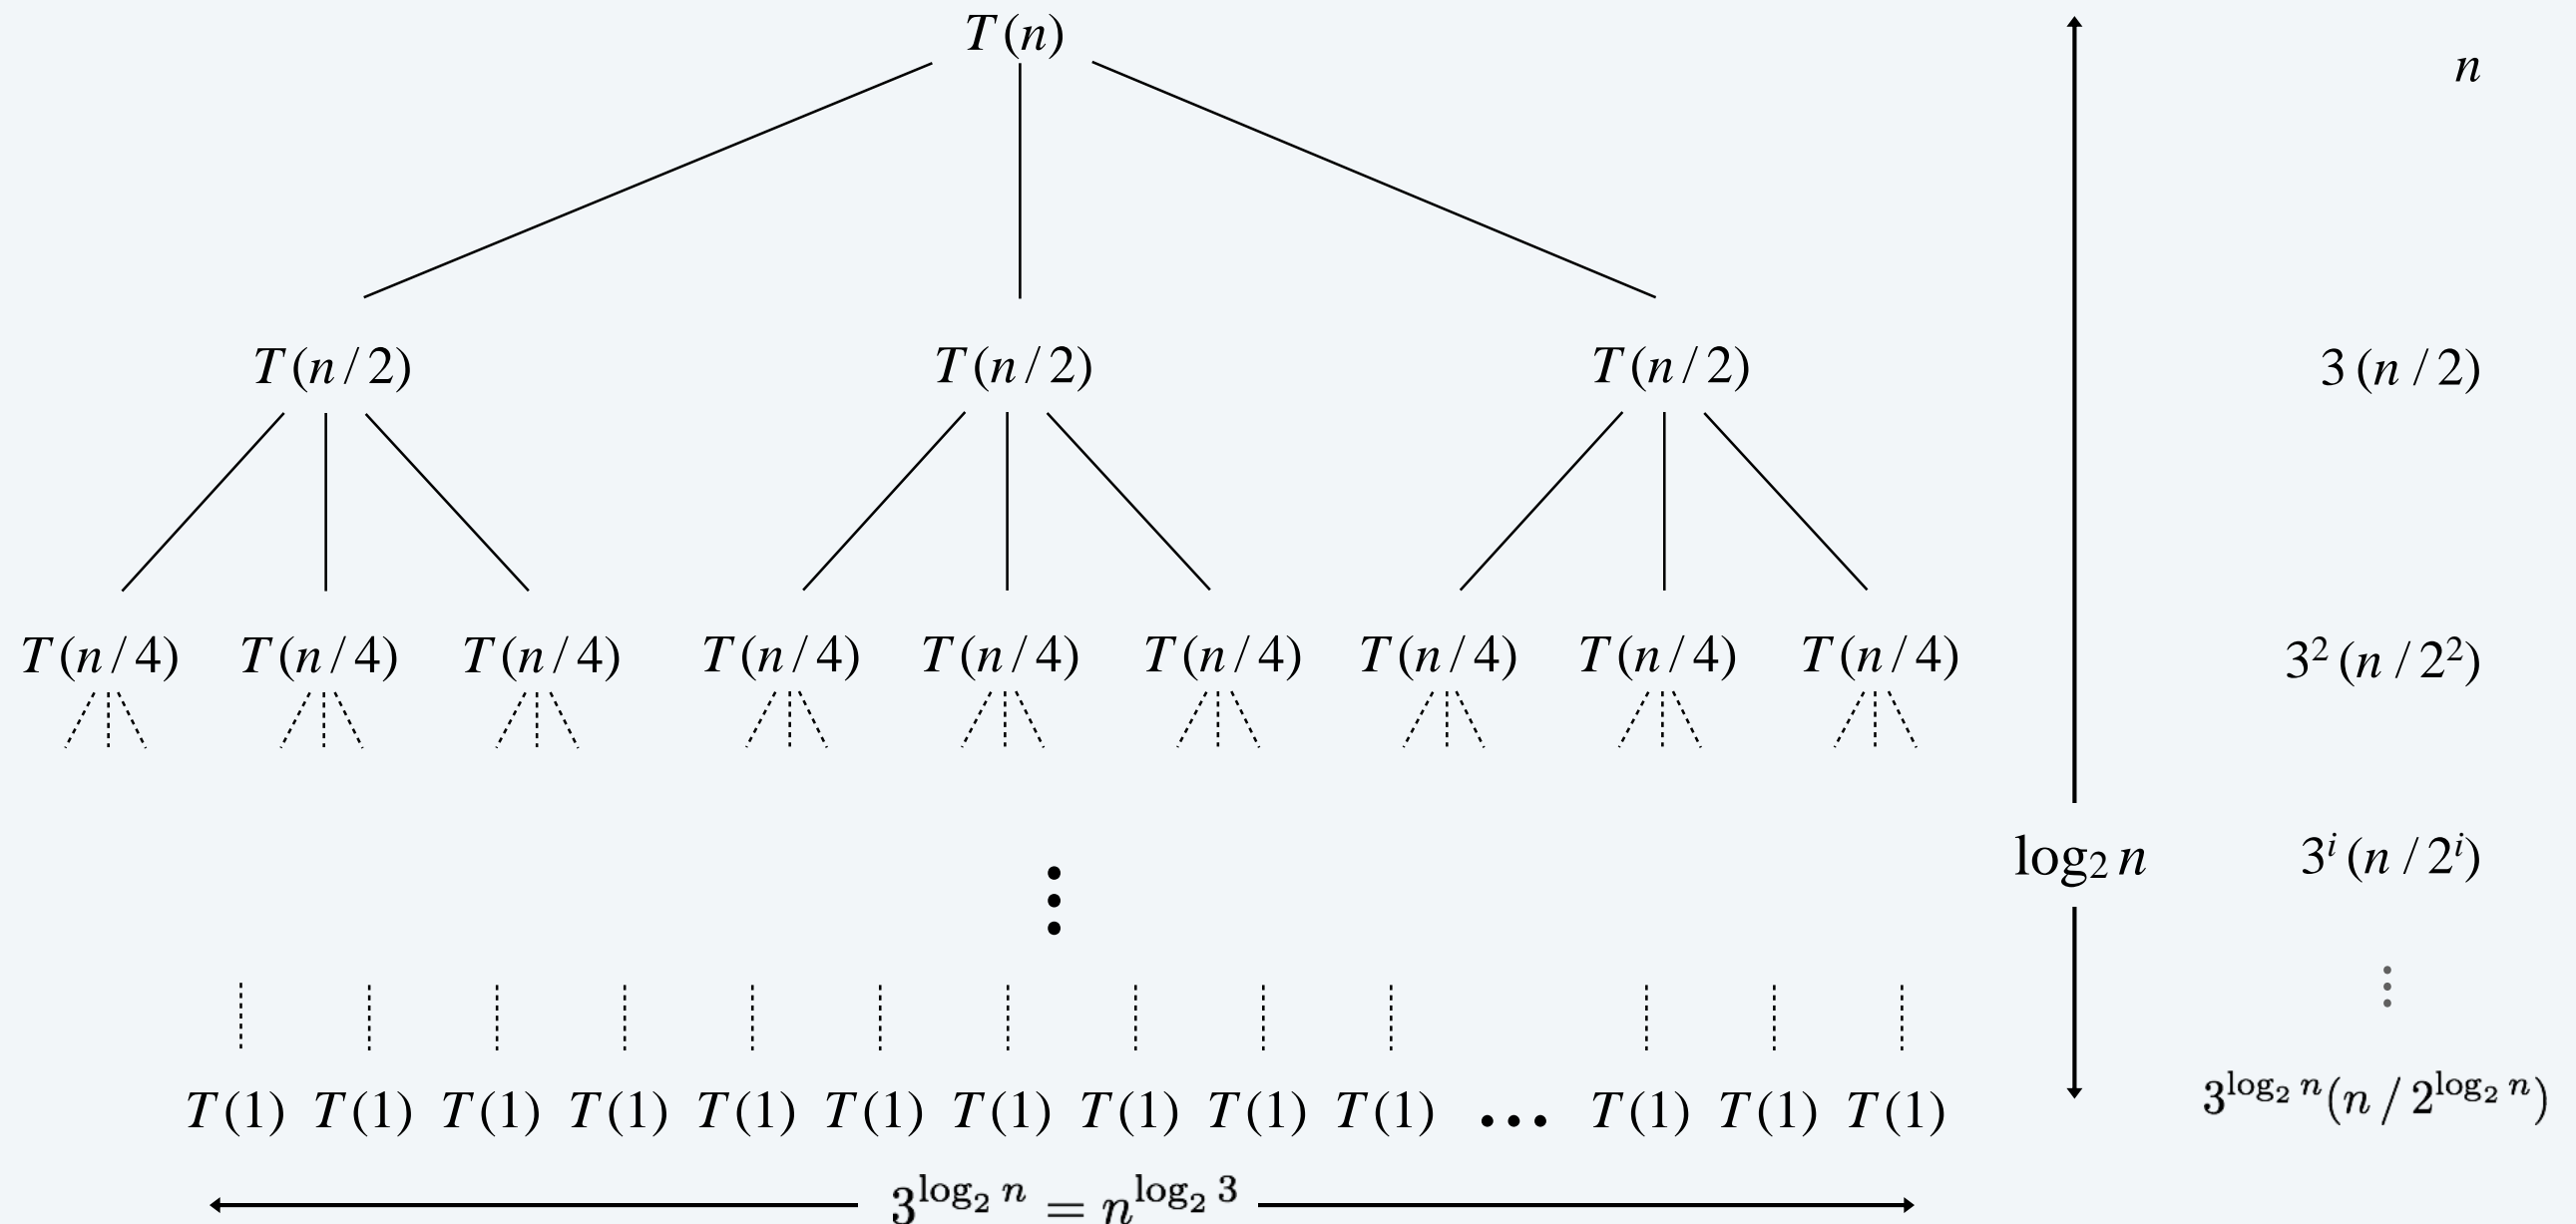 T(n)
n
T(n/2) T(n/2) T(n/2)
3(n/2)
T(n/4) T(n/4) T(n/4) T(n/4) T(n/4) T(n/4) T(n/4) T(n/4) T(n/4)
3²(n/2²)
⋮
log₂ n
3ⁱ(n/2ⁱ)
⋮
T(1) T(1) T(1) T(1) T(1) T(1) T(1) T(1) T(1) T(1) ... T(1) T(1) T(1)
3^{log₂ n}(n/2^{log₂ n})
3^{log₂ n} = n^{log₂ 3}